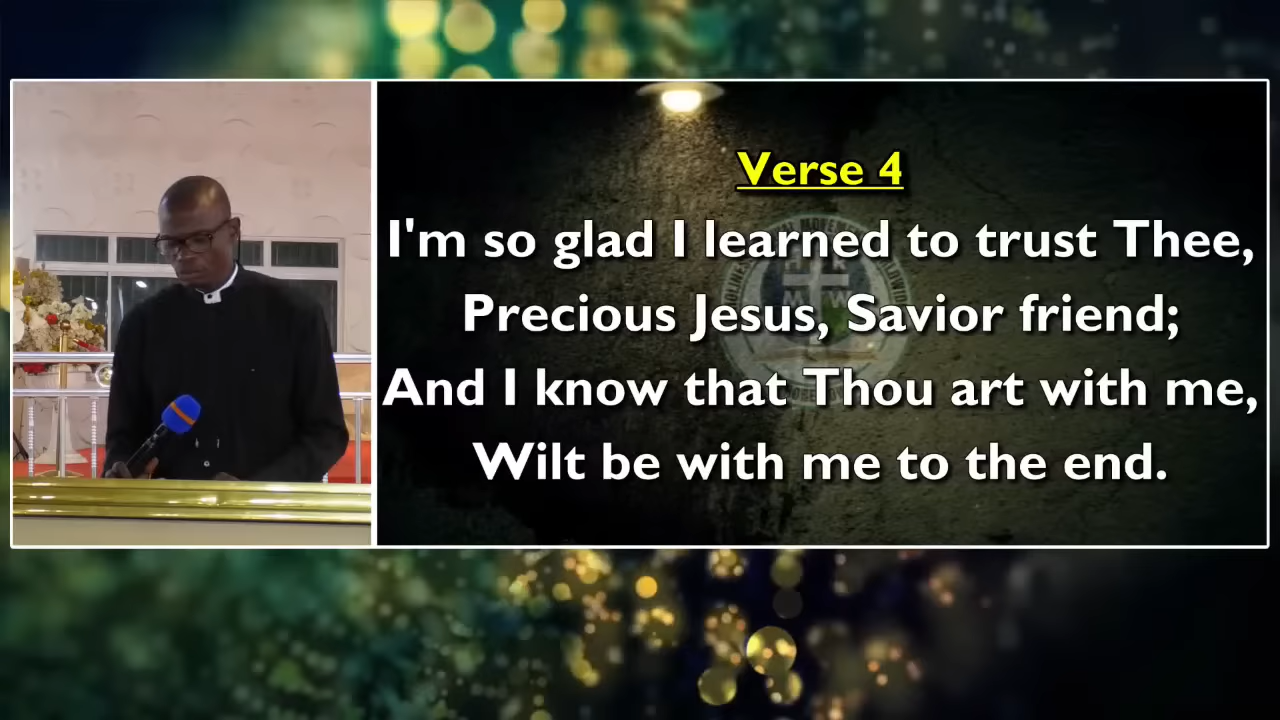 Verse 4
I'm so glad I learned to trust Thee,
Precious Jesus, Savior friend;
And I know that Thou art with me,
Wilt be with me to the end.